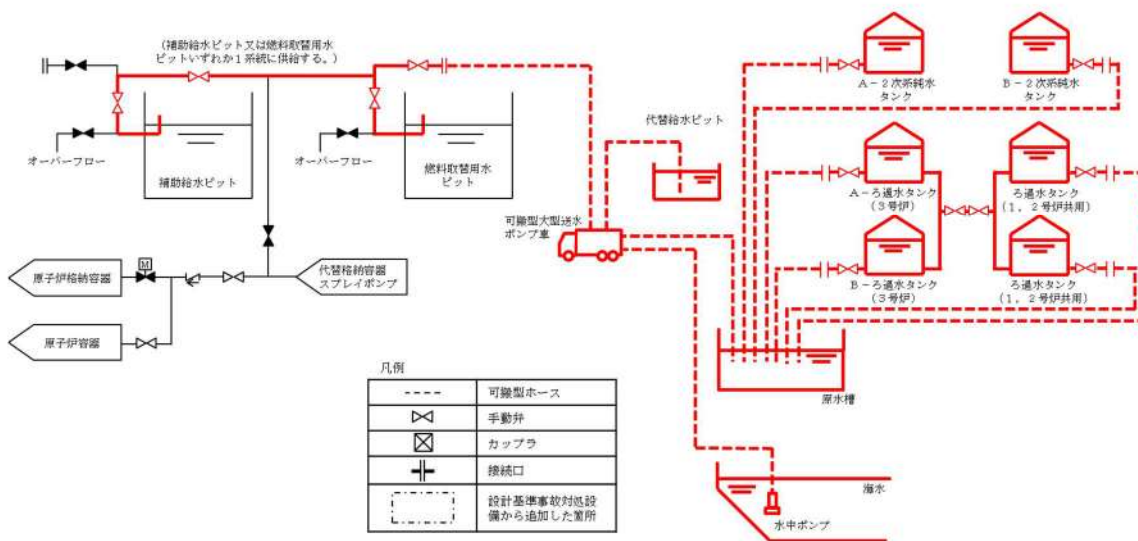 (補助給水ピット又は燃料取替用水
ピットいずれか1系統に供給する。)
オーバーフロー
補助給水ピット
オーバーフロー
燃料取替用水
ピット
代替給水ピット
可搬型大型送水
ポンプ車
A-2次系純水
タンク
B-2次系純水
タンク
A-ろ過水タンク
(3号炉)
ろ過水タンク
(1,2号炉共用)
B-ろ過水タンク
(3号炉)
ろ過水タンク
(1,2号炉共用)
M
原子炉格納容器
代替格納容器
スプレイポンプ
原子炉容器
原水槽
海水
水中ポンプ
凡例
可搬型ホース
手動弁
カップラ
接続口
設計基準事故対処設
備から追加した箇所